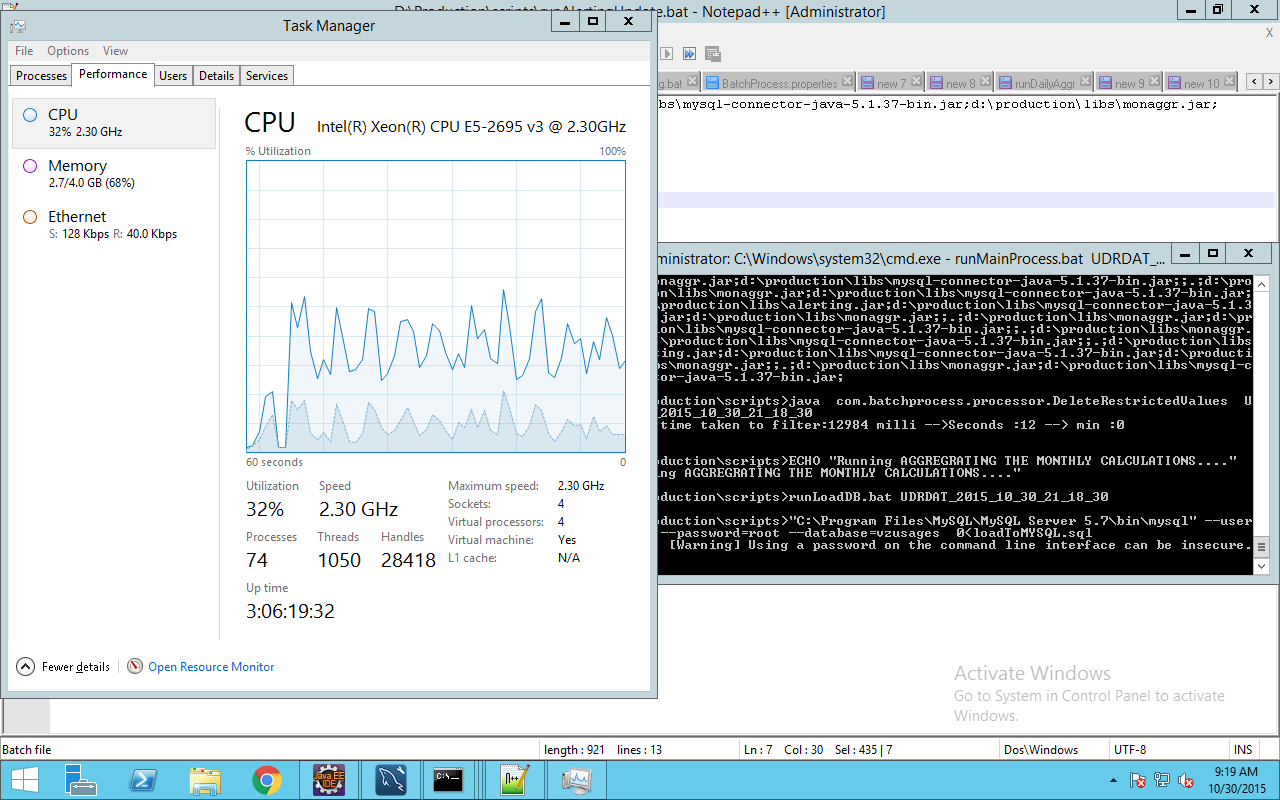 D:\Production\scripts\runAlertingUpdate.bat - Notepad++ [Administrator]
Task Manager
File Options View
Processes Performance Users Details Services
CPU
32% 2.30 GHz
Memory
2.7/4.0 GB (68%)
Ethernet
S: 128 Kbps R: 40.0 Kbps
CPU Intel(R) Xeon(R) CPU E5-2695 v3 @ 2.30GHz
% Utilization 100%
60 seconds 0
Utilization Speed
32% 2.30 GHz
Processes Threads Handles
74 1050 28418
Up time
3:06:19:32
Maximum speed: 2.30 GHz
Sockets: 4
Virtual processors: 4
Virtual machine: Yes
L1 cache: N/A
Fewer details Open Resource Monitor
X
g.bat BatchProcess.properties new 7 new 8 runDailyAggr new 9 new 10
bs\mysql-connector-java-5.1.37-bin.jar;d:\production\libs\monaggr.jar;
ministrator: C:\Windows\system32\cmd.exe - runMainProcess.bat UDRDAT_...
onaggr.jar;d:\production\libs\mysql-connector-java-5.1.37-bin.jar;;.;d:\pro
on\libs\monaggr.jar;d:\production\libs\mysql-connector-java-5.1.37-bin.jar;
production\libs\alerting.jar;d:\production\libs\mysql-connector-java-5.1.3
.jar;d:\production\libs\monaggr.jar;d:\pr
on\libs\mysql-connector-java-5.1.37-bin.jar;;.;d:\production\libs\monaggr.
production\libs\mysql-connector-java-5.1.37-bin.jar;;.;d:\production\libs
ting.jar;d:\production\libs\mysql-connector-java-5.1.37-bin.jar;d:\producti
s\monaggr.jar;;.;d:\production\libs\monaggr.jar;d:\production\libs\mysql-c
or-java-5.1.37-bin.jar;
oduction\scripts>java com.batchprocess.processor.DeleteRestrictedValues U
_2015_10_30_21_18_30
time taken to filter:12984 milli -->Seconds :12 --> min :0
oduction\scripts>ECHO "Running AGGREGRATING THE MONTHLY CALCULATIONS...."
ng AGGREGRATING THE MONTHLY CALCULATIONS...."
oduction\scripts>runLoadDB.bat UDRDAT_2015_10_30_21_18_30
oduction\scripts>"C:\Program Files\MySQL\MySQL Server 5.7\bin\mysql" --user
--password=root --database=vzusages 0<loadToMYSQL.sql
[Warning] Using a password on the command line interface can be insecure.
Activate Windows
Go to System in Control Panel to activate
Windows.
Batch file length : 921 lines : 13 Ln : 7 Col : 30 Sel : 435 | 7 Dos\Windows UTF-8 INS
Java EE
IDE
C:\.
N++
9:19 AM
10/30/2015